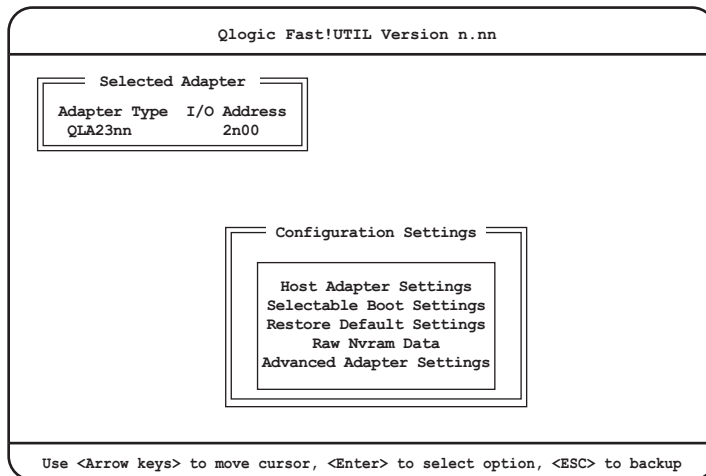 Qlogic Fast!UTIL Version n.nn
Selected Adapter
Adapter Type I/O Address
QLA23nn 2n00
Configuration Settings
Host Adapter Settings
Selectable Boot Settings
Restore Default Settings
Raw Nvram Data
Advanced Adapter Settings
Use <Arrow keys> to move cursor, <Enter> to select option, <ESC> to backup